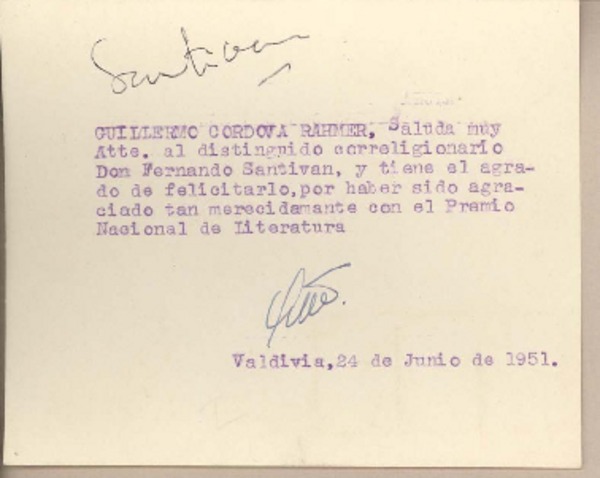 Santivan
GUILLERMO CORDOVA RAHMER, Saluda muy
Atte. al distinguido correligionario
Don Fernando Santivan, y tiene el agra-
do de felicitarlo,por haber sido agra-
ciado tan merecidamante con el Premio
Nacional de Literatura
Valdivia,24 de Junio de 1951.